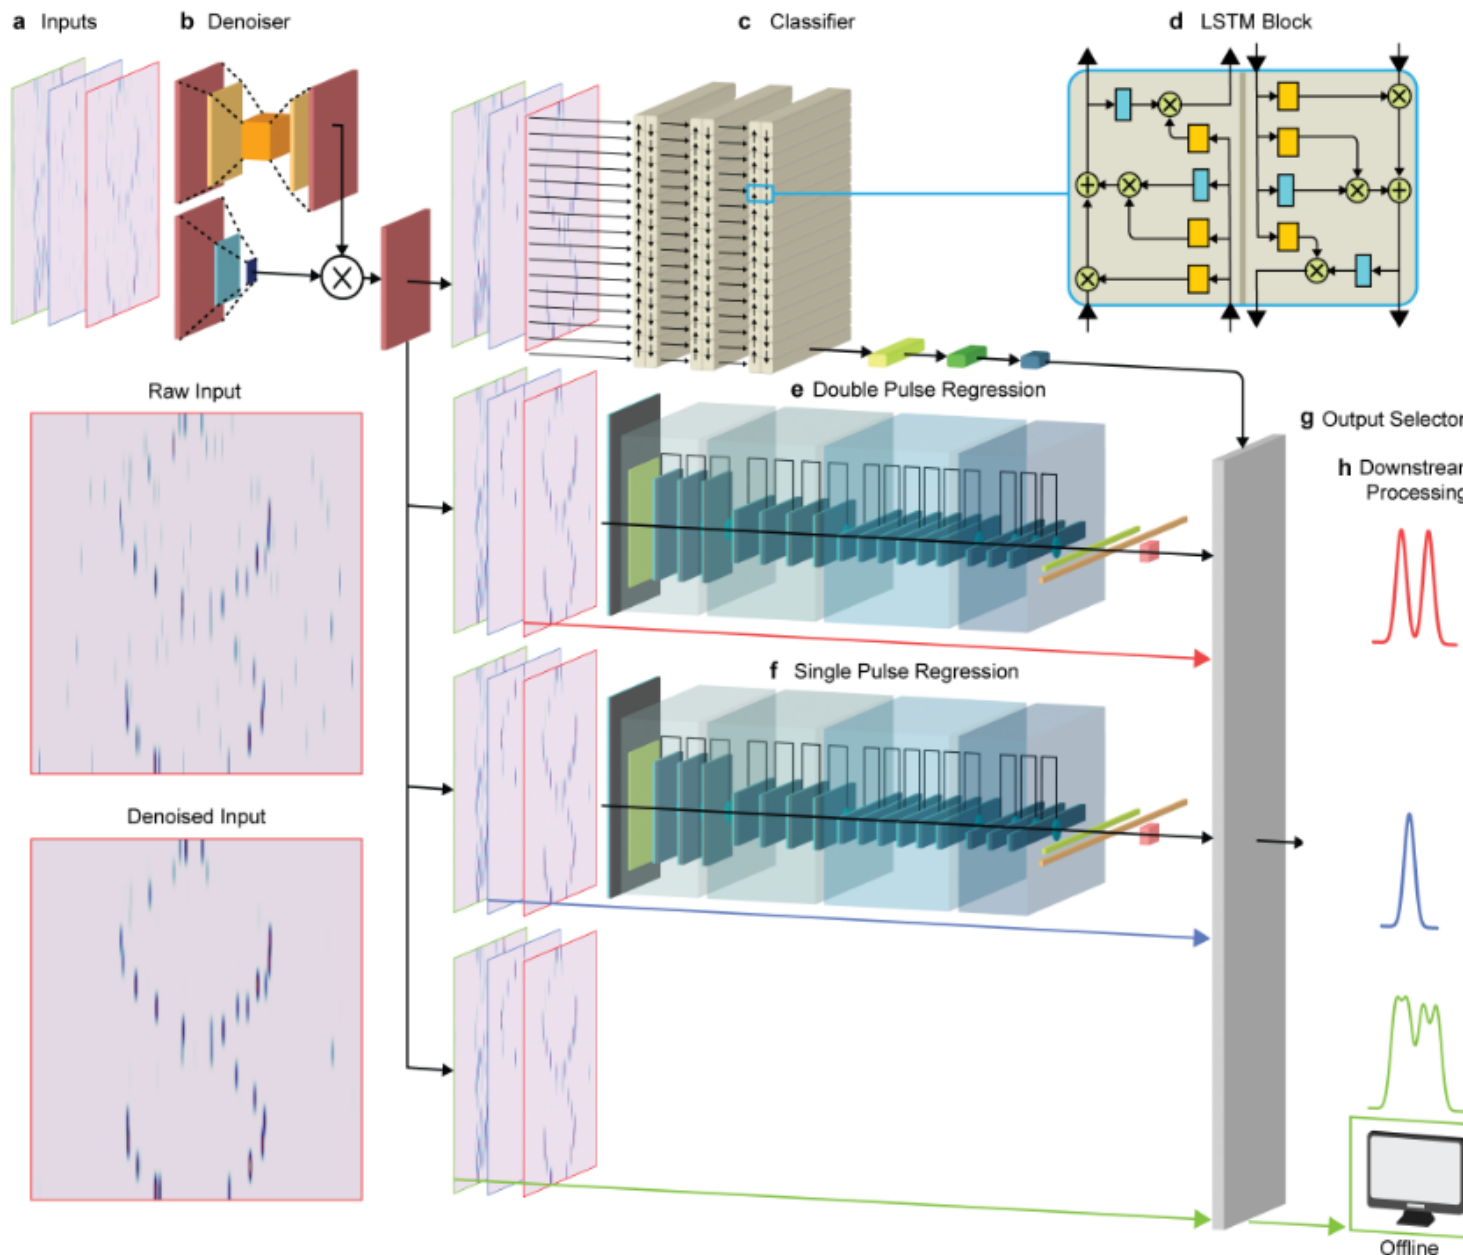 a Inputs
b Denoiser
c Classifier
d LSTM Block
Raw Input
e Double Pulse Regression
g Output Selector
h Downstream
Processing
f Single Pulse Regression
Denoised Input
Offline